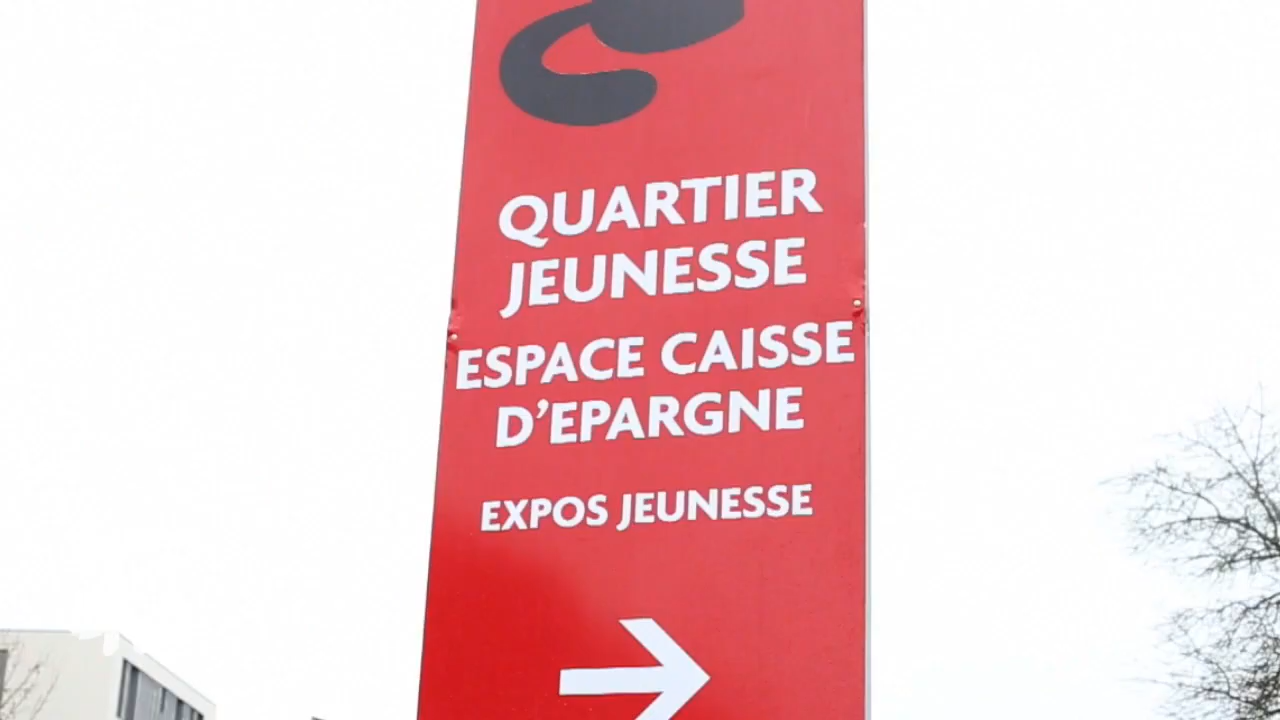 QUARTIER
JEUNESSE
ESPACE CAISSE
D’EPARGNE
EXPOS JEUNESSE